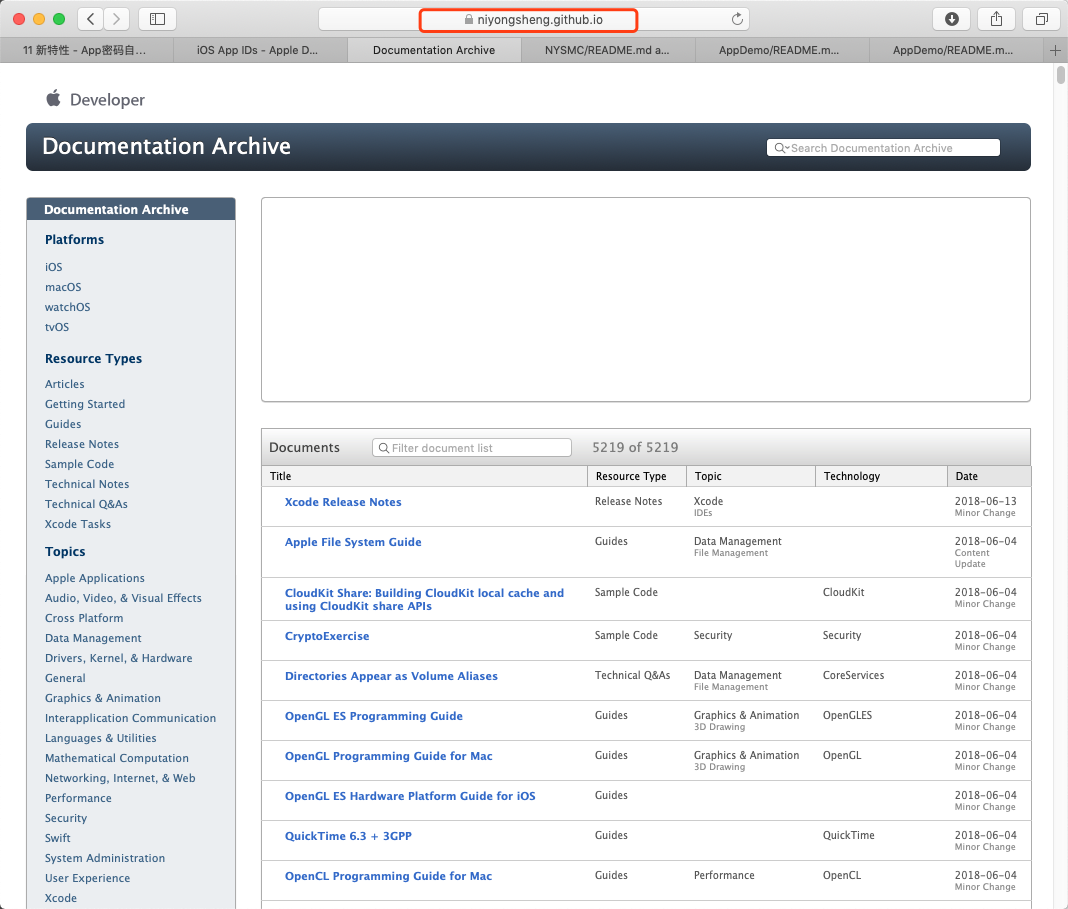 niyongsheng.github.io
11 新特性 - App密码自…
iOS App IDs - Apple D...
Documentation Archive
NYSMC/README.md a...
AppDemo/README.m...
AppDemo/README.m...
Developer
Documentation Archive
Search Documentation Archive
Documentation Archive
Platforms
iOS
macOS
watchOS
tvOS
Resource Types
Articles
Getting Started
Guides
Release Notes
Sample Code
Technical Notes
Technical Q&As
Xcode Tasks
Topics
Apple Applications
Audio, Video, & Visual Effects
Cross Platform
Data Management
Drivers, Kernel, & Hardware
General
Graphics & Animation
Interapplication Communication
Languages & Utilities
Mathematical Computation
Networking, Internet, & Web
Performance
Security
Swift
System Administration
User Experience
Xcode
Documents
Filter document list
5219 of 5219
Title Resource Type Topic Technology Date
Xcode Release Notes Release Notes Xcode 2018-06-13
IDEs Minor Change
Apple File System Guide Guides Data Management 2018-06-04
File Management Content
Update
CloudKit Share: Building CloudKit local cache and Sample Code CloudKit 2018-06-04
using CloudKit share APIs Minor Change
CryptoExercise Sample Code Security Security 2018-06-04
Minor Change
Directories Appear as Volume Aliases Technical Q&As Data Management CoreServices 2018-06-04
File Management Minor Change
OpenGL ES Programming Guide Guides Graphics & Animation OpenGLES 2018-06-04
3D Drawing Minor Change
OpenGL Programming Guide for Mac Guides Graphics & Animation OpenGL 2018-06-04
3D Drawing Minor Change
OpenGL ES Hardware Platform Guide for iOS Guides 2018-06-04
Minor Change
QuickTime 6.3 + 3GPP Guides QuickTime 2018-06-04
Minor Change
OpenCL Programming Guide for Mac Guides Performance OpenCL 2018-06-04
Minor Change